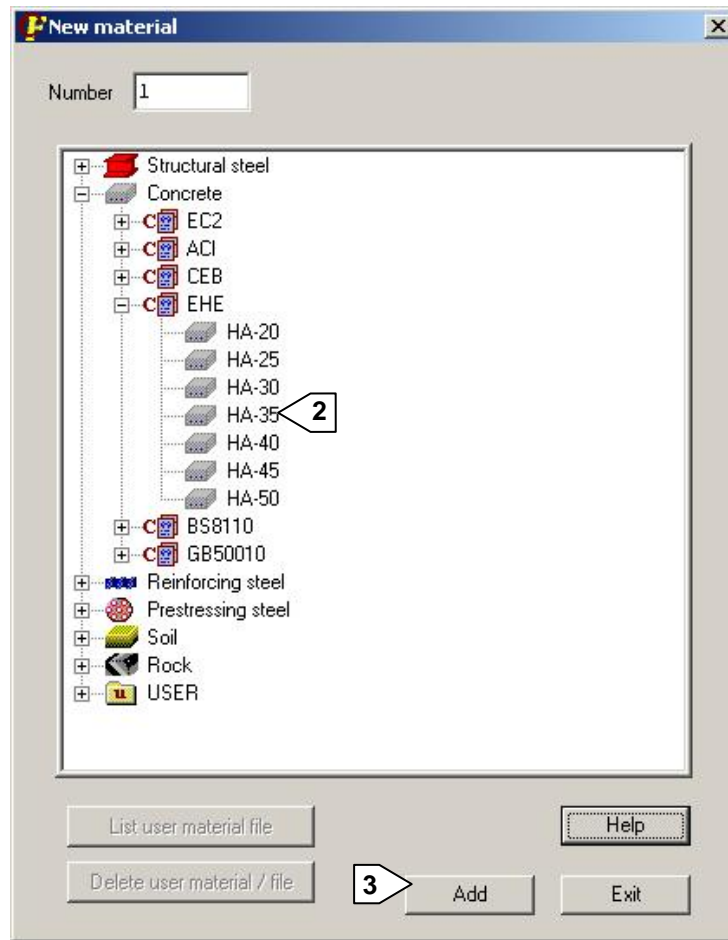 New material
Number 1
Structural steel
Concrete
EC2
ACI
CEB
EHE
HA-20
HA-25
HA-30
HA-35 2
HA-40
HA-45
HA-50
BS8110
GB50010
Reinforcing steel
Prestressing steel
Soil
Rock
USER
List user material file
Help
Delete user material / file
3
Add
Exit